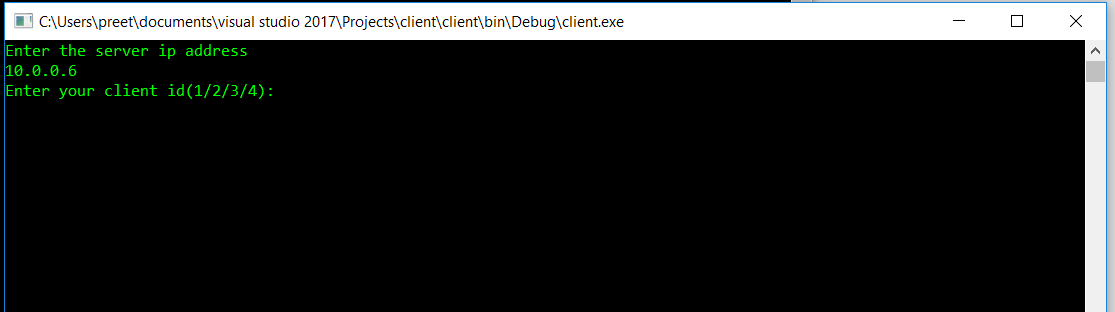 C:\Users\preet\documents\visual studio 2017\Projects\client\client\bin\Debug\client.exe
Enter the server ip address
10.0.0.6
Enter your client id(1/2/3/4):